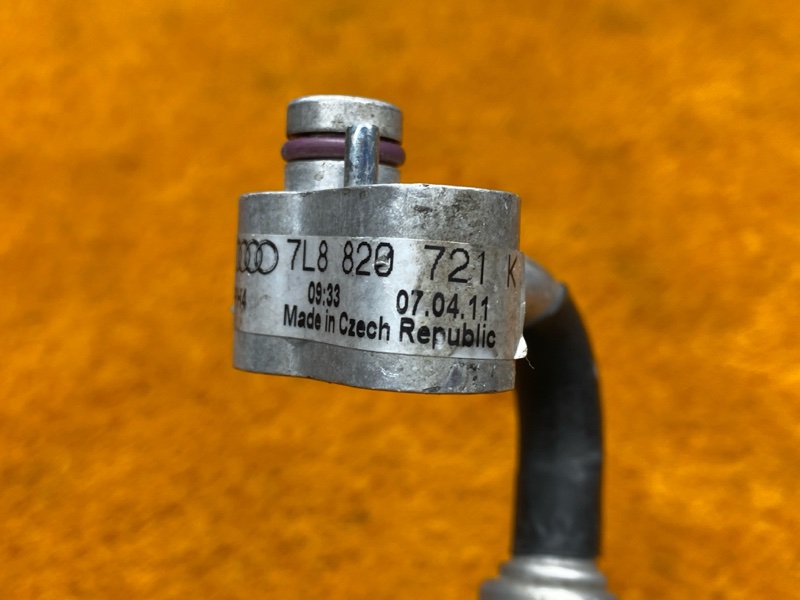 7L8 820 721 K
09:33 07.04.11
Made in Czech Republic